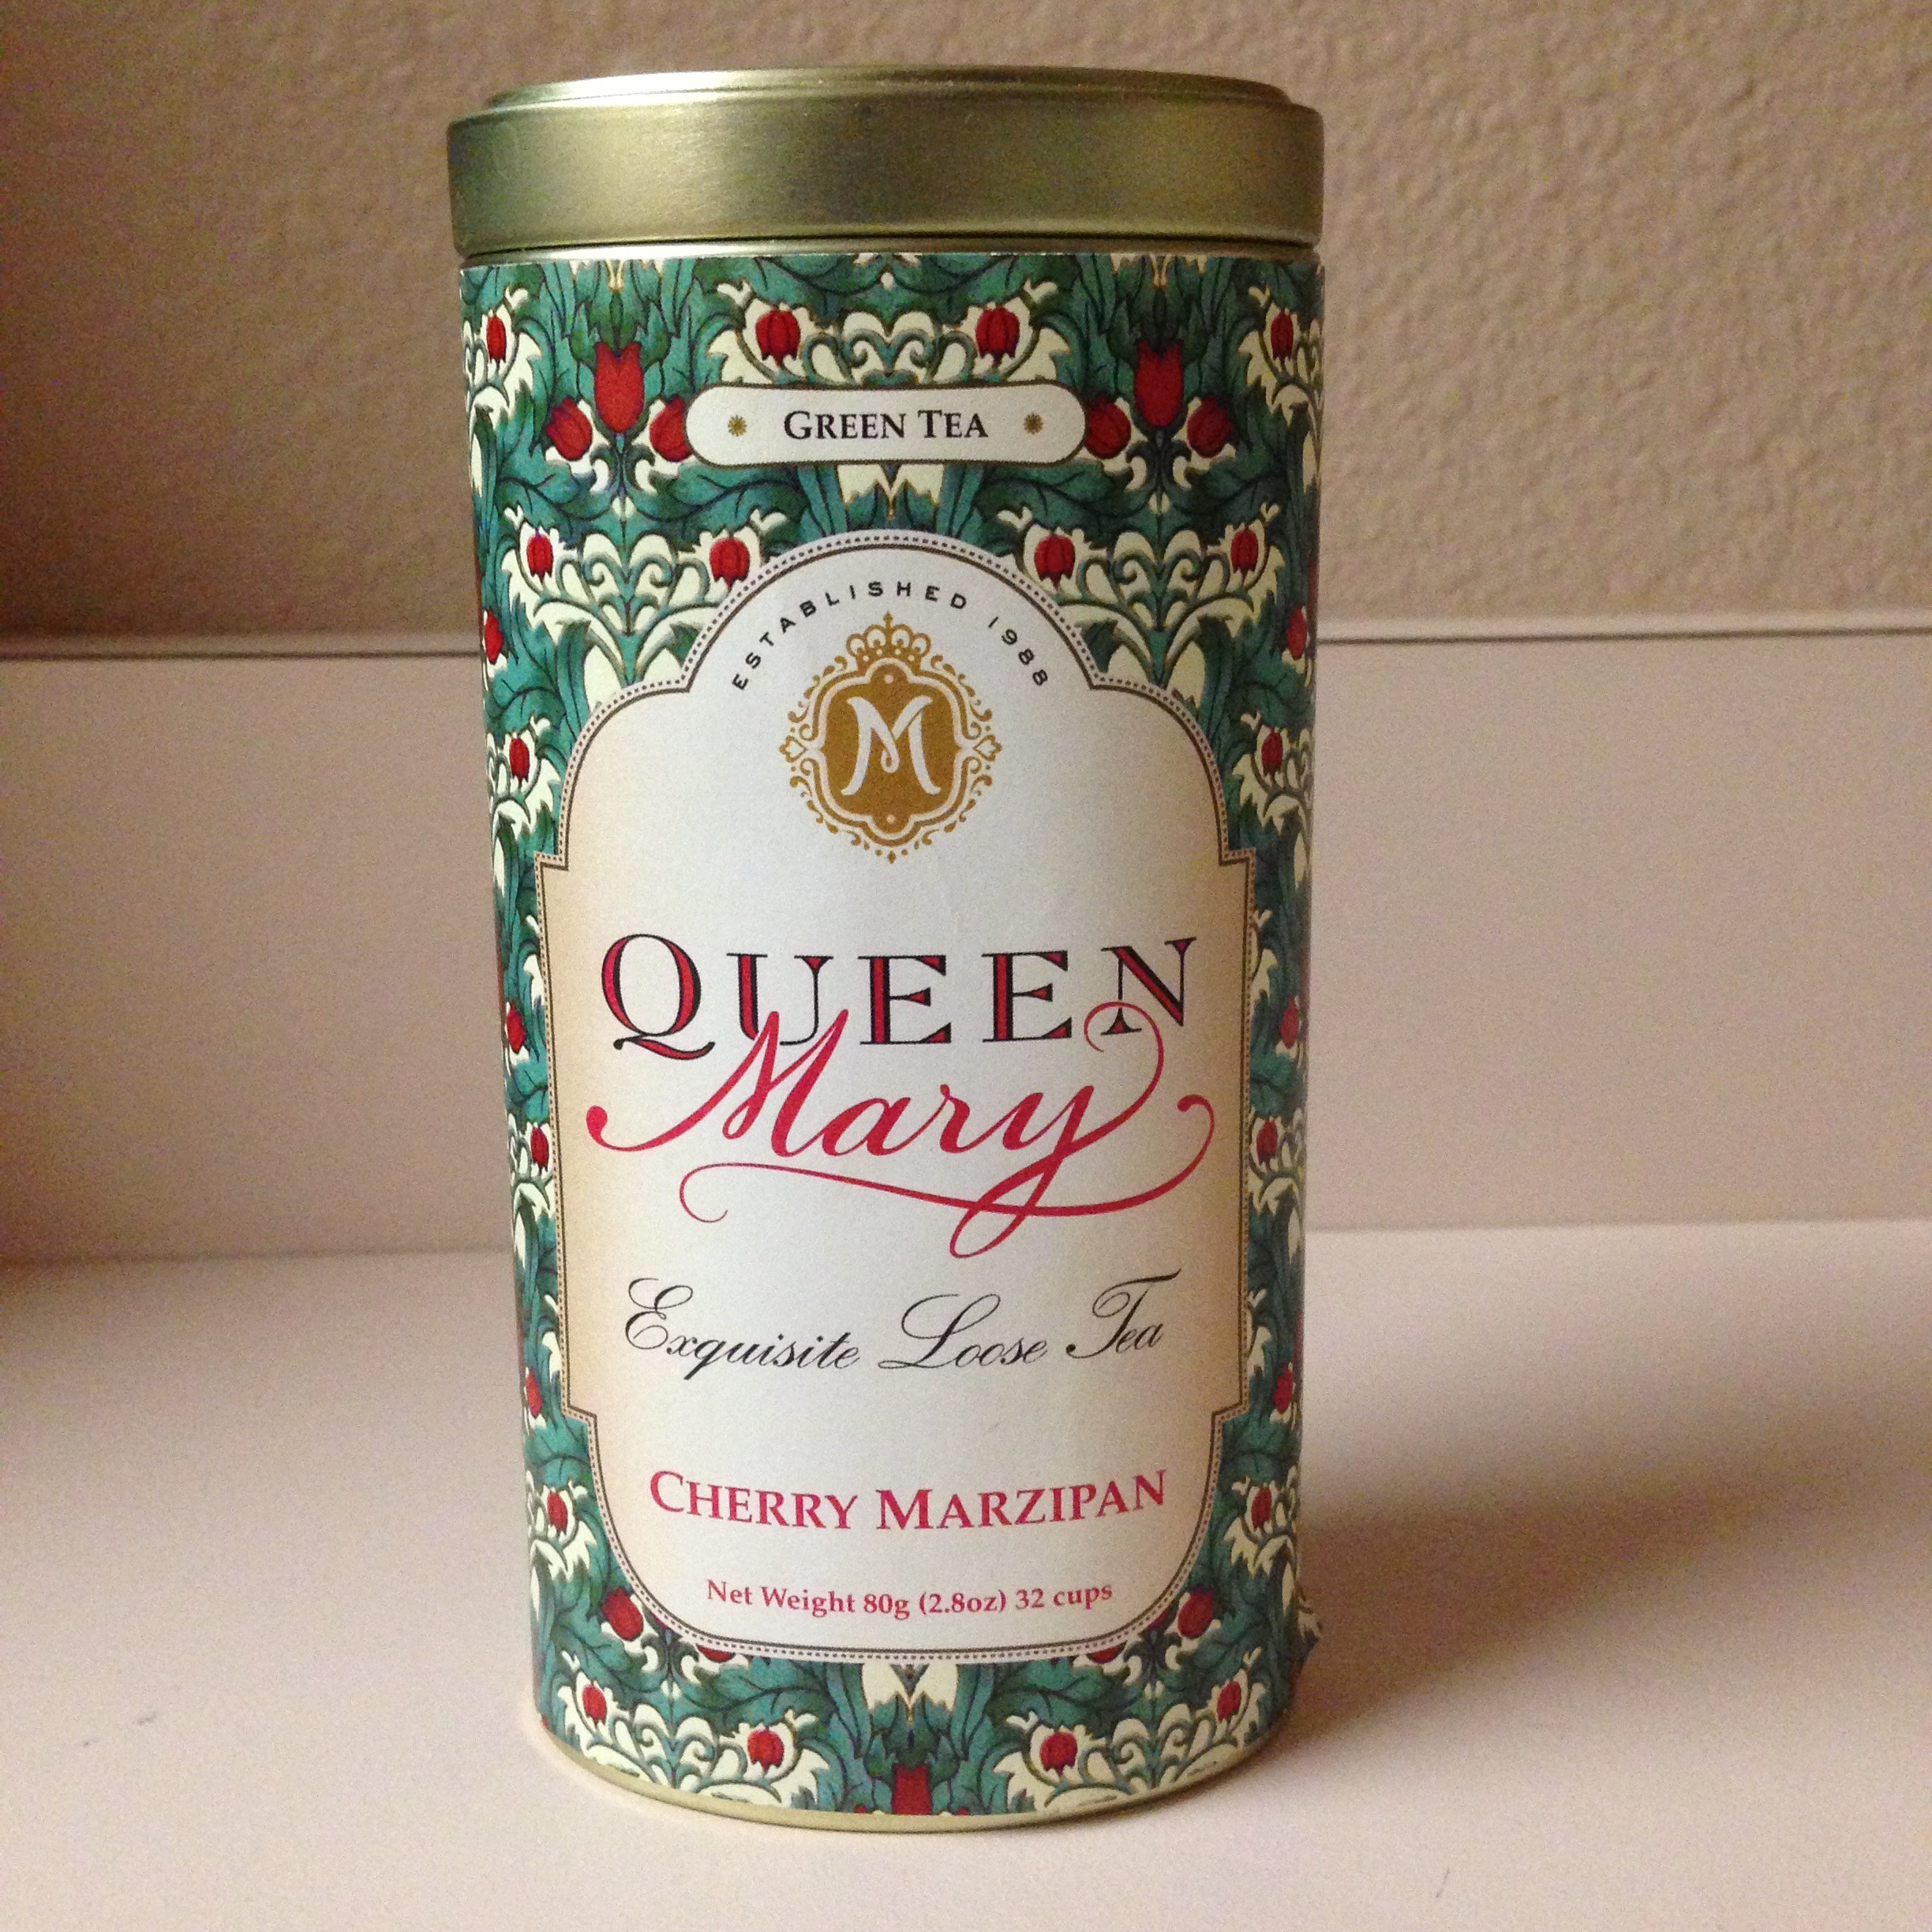 GREEN TEA
ESTABLISHED 1988
M
QUEEN
Mary
Exquisite Loose Tea
CHERRY MARZIPAN
Net Weight 80g (2.8oz) 32 cups